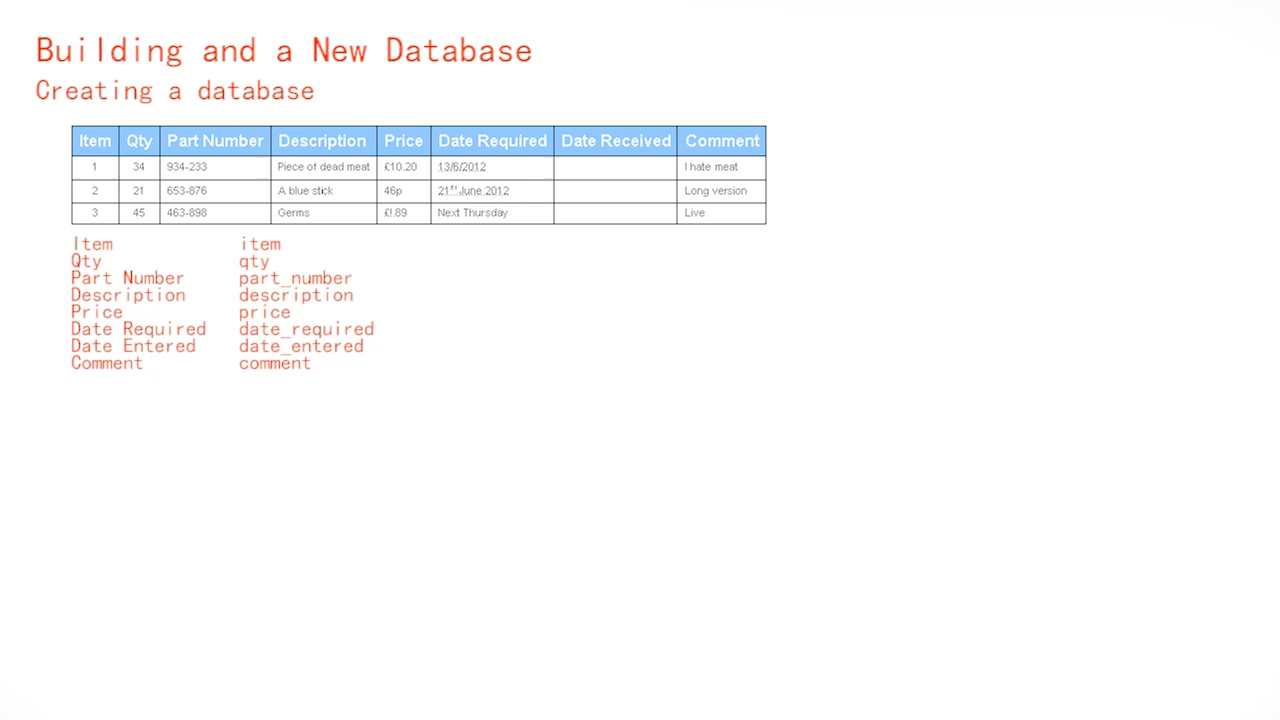 Building and a New Database
Creating a database
Item Qty Part Number Description Price Date Required Date Received Comment
1 34 934-233 Piece of dead meat £10.20 13/6/2012 I hate meat
2 21 653-876 A blue stick 46p 21st June 2012 Long version
3 45 463-898 Germs £!.89 Next Thursday Live
Item item
Qty qty
Part Number part_number
Description description
Price price
Date Required date_required
Date Entered date_entered
Comment comment